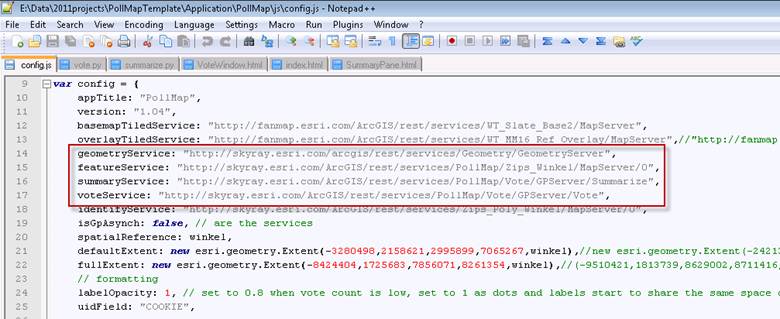 E:\Data\2011projects\PollMapTemplate\Application\PollMap\js\config.js - Notepad++
File Edit Search View Encoding Language Settings Macro Run Plugins Window ?
config.js vote.py summarize.py VoteWindow.html index.html SummaryPane.html
9 var config = {
10 appTitle: "PollMap",
11 version: "1.04",
12 basemapTiledService: "http://fanmap.esri.com/ArcGIS/rest/services/WT_Slate_Base2/MapServer",
13 overlayTiledService: "http://fanmap.esri.com/ArcGIS/rest/services/WT_MM16_Ref_Overlay/MapServer",//"http://fanmap
14 geometryService: "http://skyray.esri.com/arcgis/rest/services/Geometry/GeometryServer",
15 featureService: "http://skyray.esri.com/ArcGIS/rest/services/PollMap/Zips_Winkel/MapServer/0",
16 summaryService: "http://skyray.esri.com/ArcGIS/rest/services/PollMap/Vote/GPServer/Summarize",
17 voteService: "http://skyray.esri.com/ArcGIS/rest/services/PollMap/Vote/GPServer/Vote",
18 identifyService: "http://skyray.esri.com/ArcGIS/rest/services/Zips_Poly_Winkel/MapServer/0",
19 isGpAsynch: false, // are the services
20 spatialReference: winkel,
21 defaultExtent: new esri.geometry.Extent(-3280498,2158621,2995899,7065267,winkel),//new esri.geometry.Extent(-24213
22 fullExtent: new esri.geometry.Extent(-8424404,1725683,7856071,8261354,winkel),//(-9510421,1813739,8629002,8711416,
23 // formatting
24 labelOpacity: 1, // set to 0.8 when vote count is low, set to 1 as dots and labels start to share the same space
25 uidField: "COOKIE",